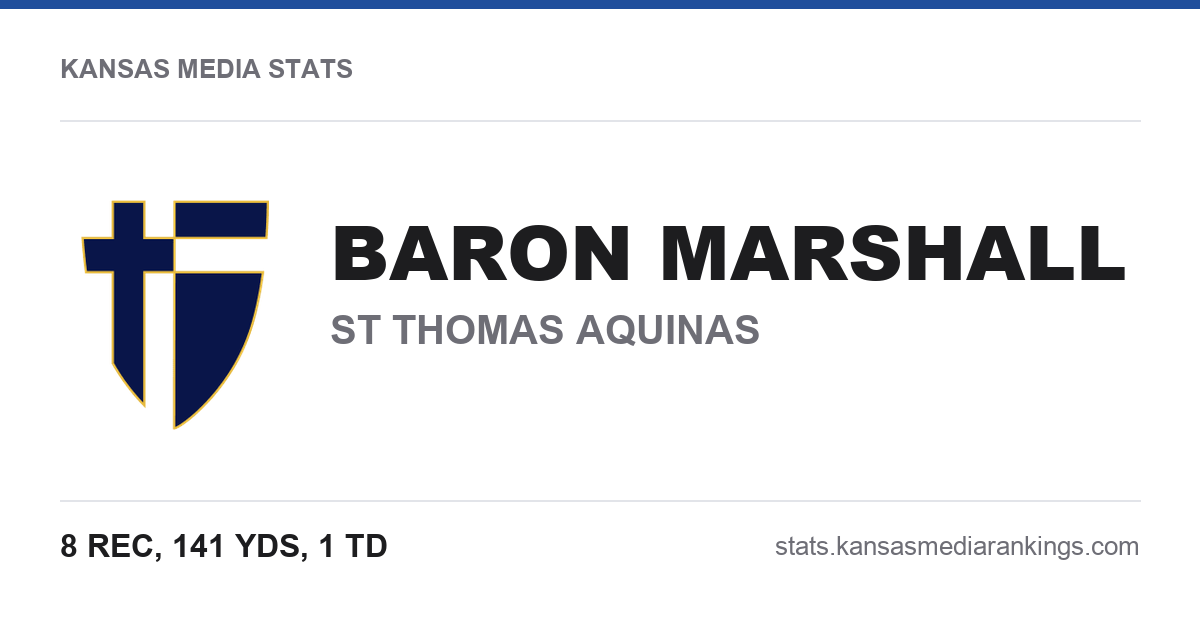 KANSAS MEDIA STATS
BARON MARSHALL
ST THOMAS AQUINAS
8 REC, 141 YDS, 1 TD
stats.kansasmediarankings.com